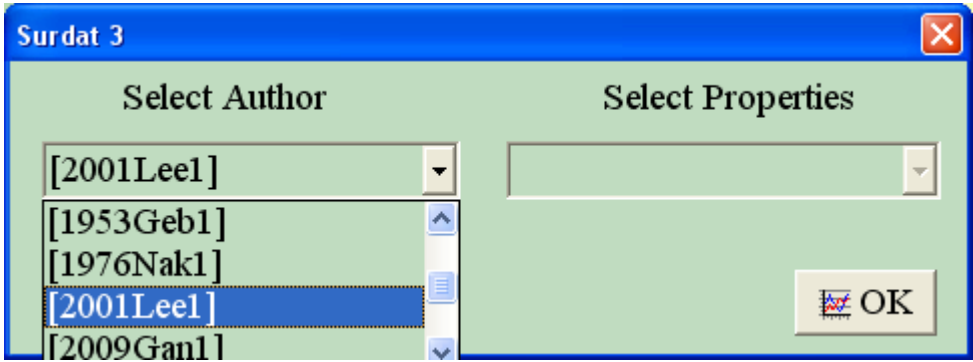 Surdat 3
Select Author
Select Properties
[2001Lee1]
[1953Geb1]
[1976Nak1]
[2001Lee1]
[2009Gan1]
OK